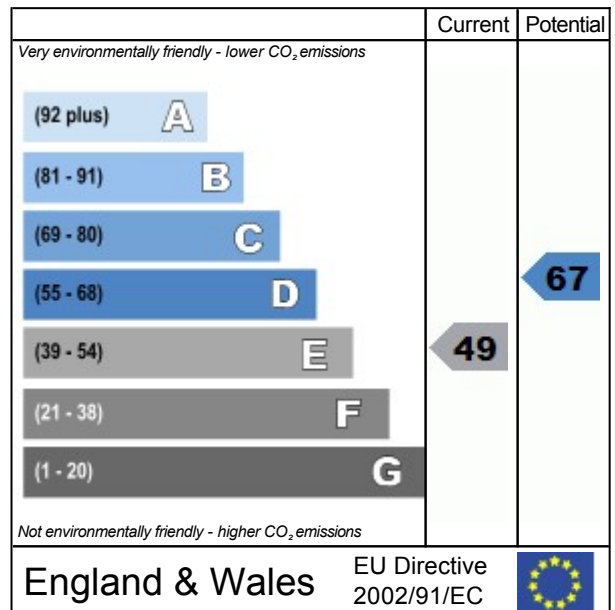 Current Potential
Very environmentally friendly - lower CO₂ emissions
(92 plus) A
(81 - 91) B
(69 - 80) C
(55 - 68) D
67
(39 - 54) E
49
(21 - 38) F
(1 - 20) G
Not environmentally friendly - higher CO₂ emissions
England & Wales
EU Directive
2002/91/EC